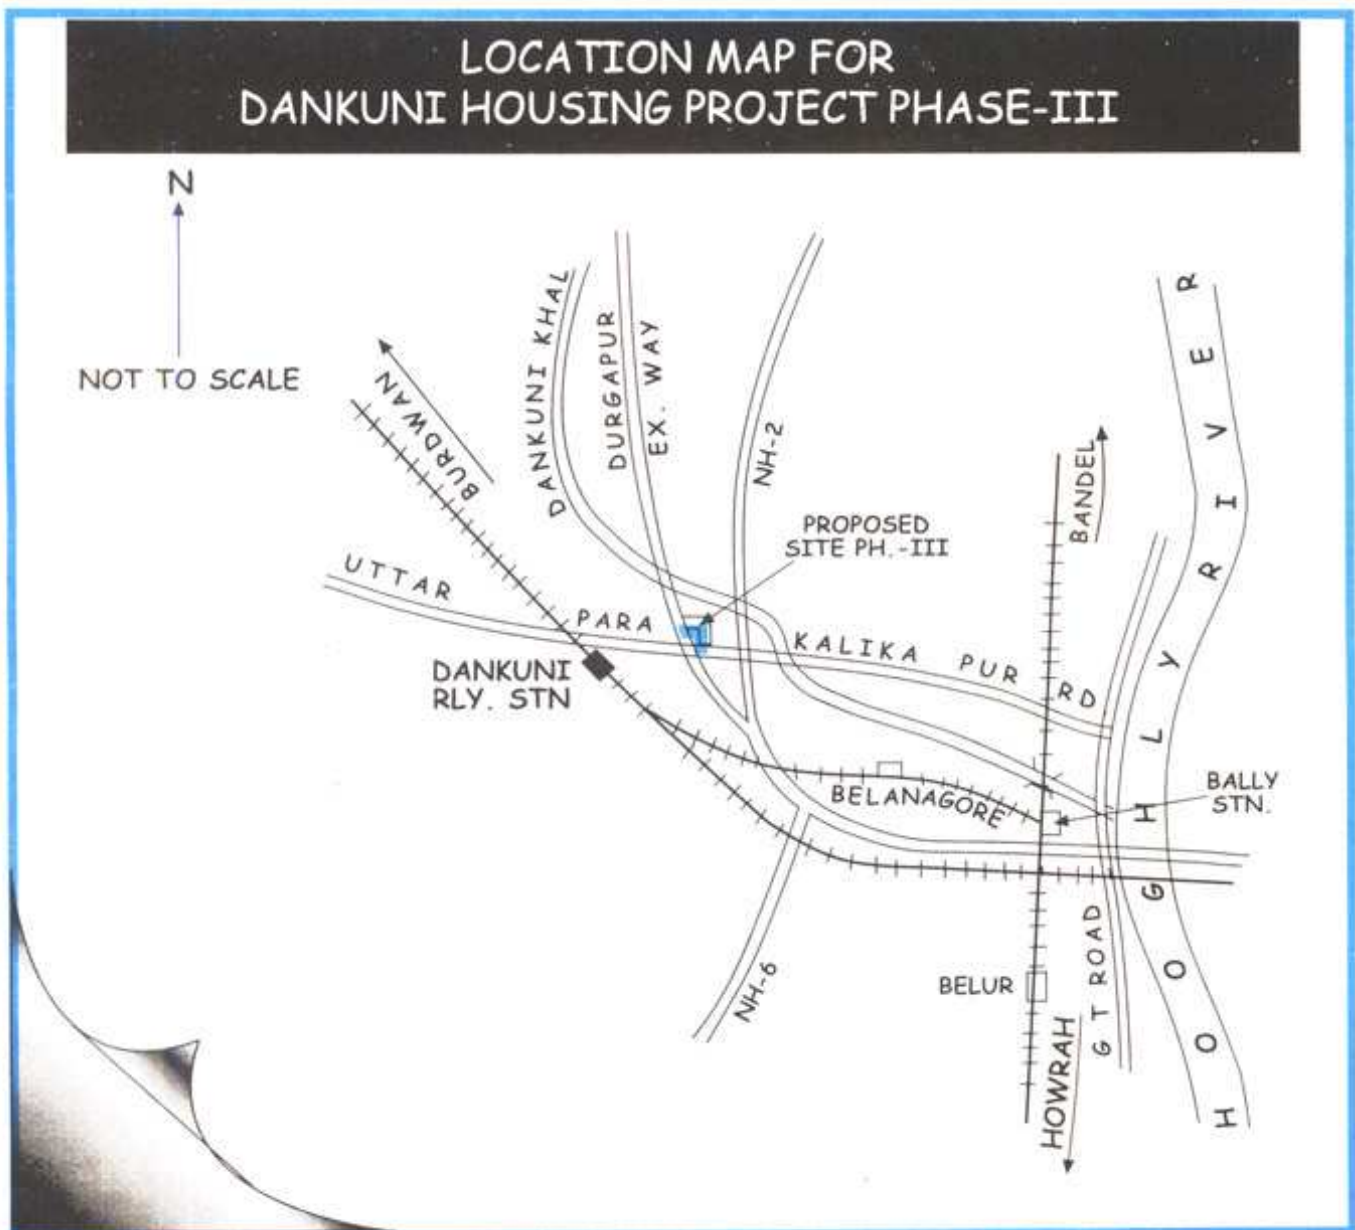 LOCATION MAP FOR
DANKUNI HOUSING PROJECT PHASE-III
N
NOT TO SCALE
BURDWAN
DANKUNI KHAL
DURGAPUR
EX. WAY
NH-2
PROPOSED
SITE PH.-III
BANDEL
HOOGHLY RIVER
UTTAR PARA KALIKA PUR RD
DANKUNI
RLY. STN
BELANAGORE
BALLY
STN.
NH-6
BELUR
HOWRAH
G T ROAD